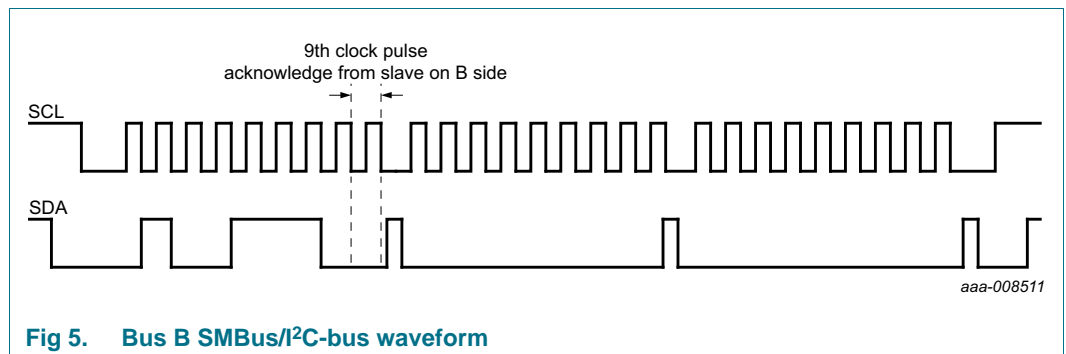 9th clock pulse
acknowledge from slave on B side
SCL
SDA
aaa-008511
Fig 5. Bus B SMBus/I²C-bus waveform